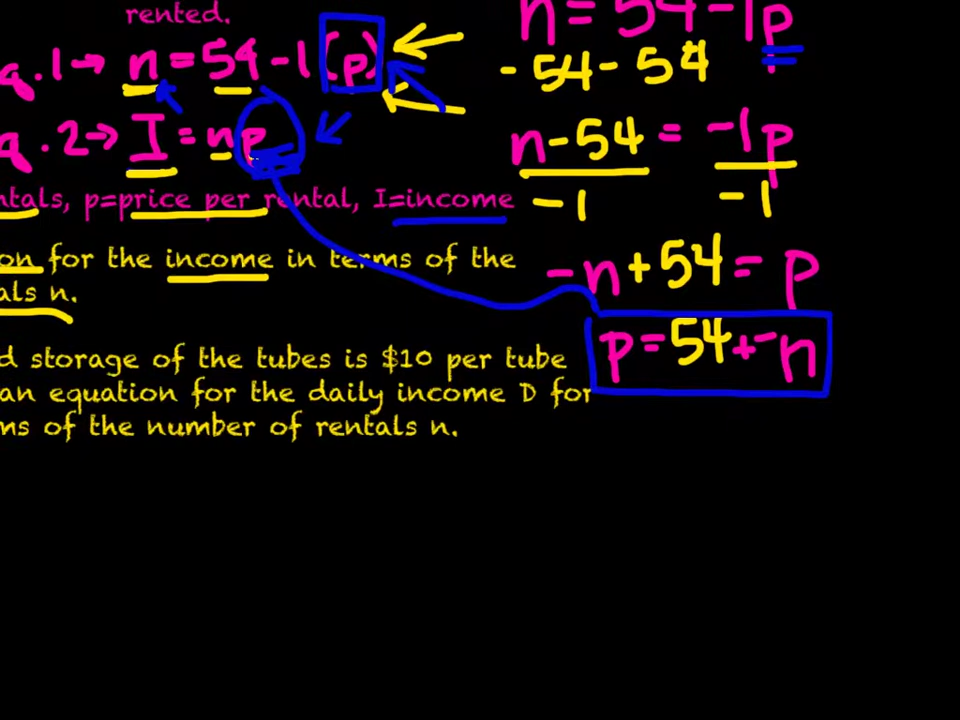 rented.
q.1→ n = 54 - 1(p)
q.2→ I = np
ntals, p=price per rental, I=income
on for the income in terms of the
als n.
d storage of the tubes is $10 per tube
an equation for the daily income D for
ms of the number of rentals n.
n = 54 - 1p
- 54 - 54
n - 54 = -1p
-1 -1
-n + 54 = p
p = 54 + -n